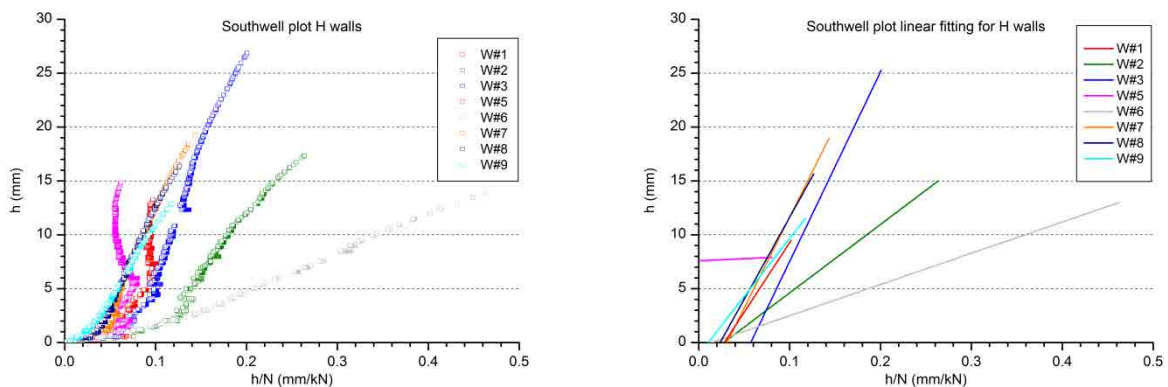 Southwell plot H walls
30
25
20
15
10
5
0
h (mm)
W#1
W#2
W#3
W#5
W#6
W#7
W#8
W#9
0.0 0.1 0.2 0.3 0.4 0.5
h/N (mm/kN)
Southwell plot linear fitting for H walls
30
25
20
15
10
5
0
h (mm)
W#1
W#2
W#3
W#5
W#6
W#7
W#8
W#9
0.0 0.1 0.2 0.3 0.4 0.5
h/N (mm/kN)